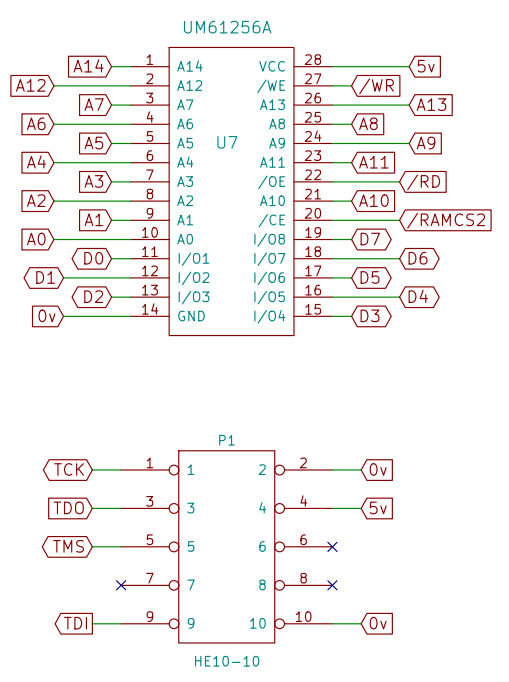 UM61256A
A14 1 A14 VCC 28 5v
A12 2 A12 /WE 27 /WR
A7 3 A7 A13 26 A13
A6 4 A6 A8 25 A8
A5 5 A5 U7 A9 24 A9
A4 6 A4 A11 23 A11
A3 7 A3 /OE 22 /RD
A2 8 A2 A10 21 A10
A1 9 A1 /CE 20 /RAMCS2
A0 10 A0 I/O8 19 D7
D0 11 I/O1 I/O7 18 D6
D1 12 I/O2 I/O6 17 D5
D2 13 I/O3 I/O5 16 D4
0v 14 GND I/O4 15 D3
P1
TCK 1 1 2 2 0v
TDO 3 3 4 4 5v
TMS 5 5 6 6
7 7 8 8
TDI 9 9 10 10 0v
HE10-10